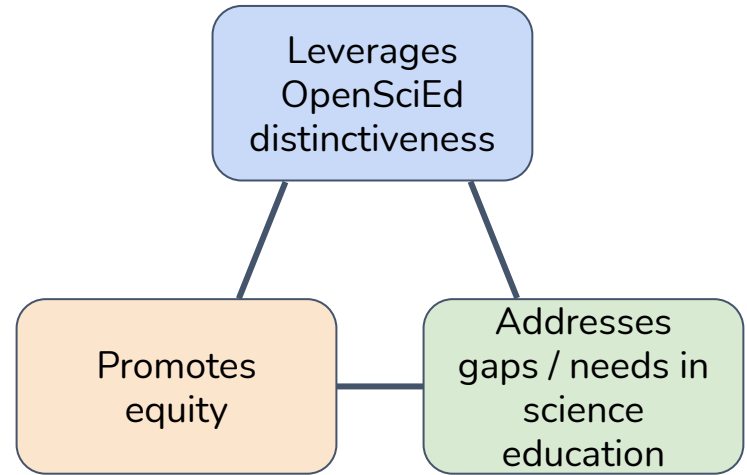 Leverages
OpenSciEd
distinctiveness
Promotes
equity
Addresses
gaps / needs in
science
education